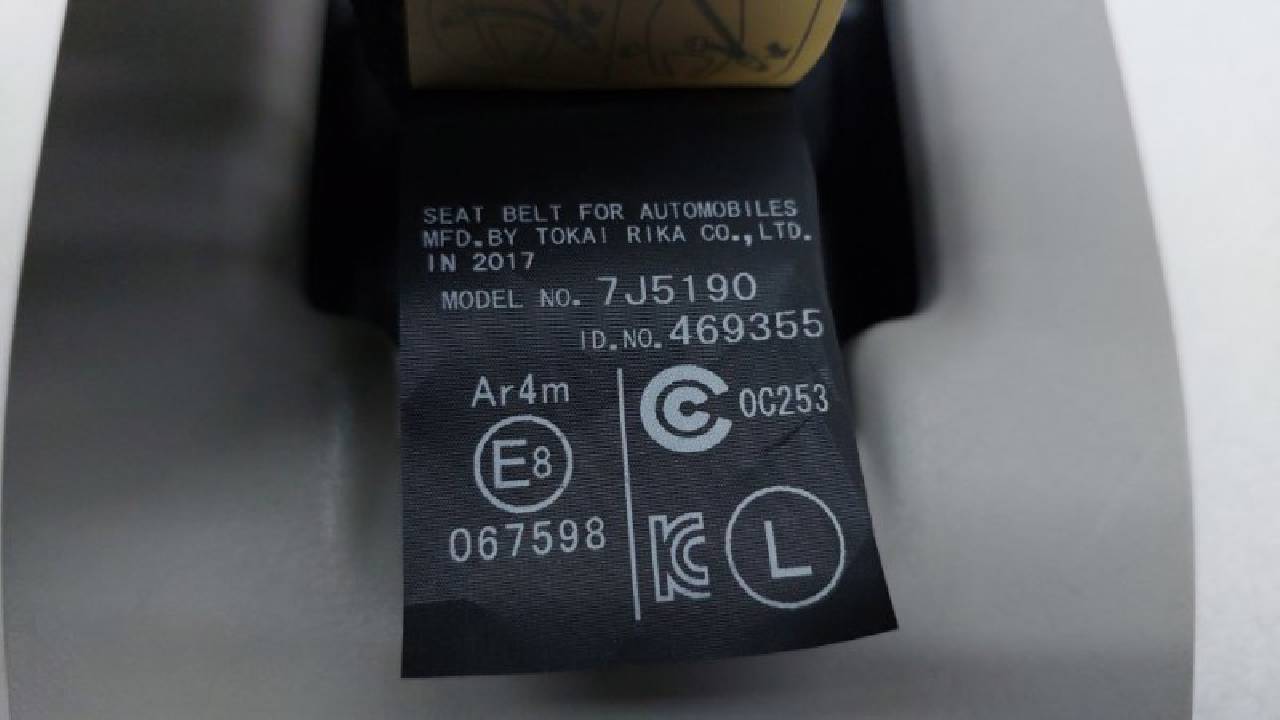 SEAT BELT FOR AUTOMOBILES
MFD.BY TOKAI RIKA CO.,LTD.
IN 2017
MODEL NO. 7J5190
ID.NO.469355
Ar4m
E8
067598
0C253
L